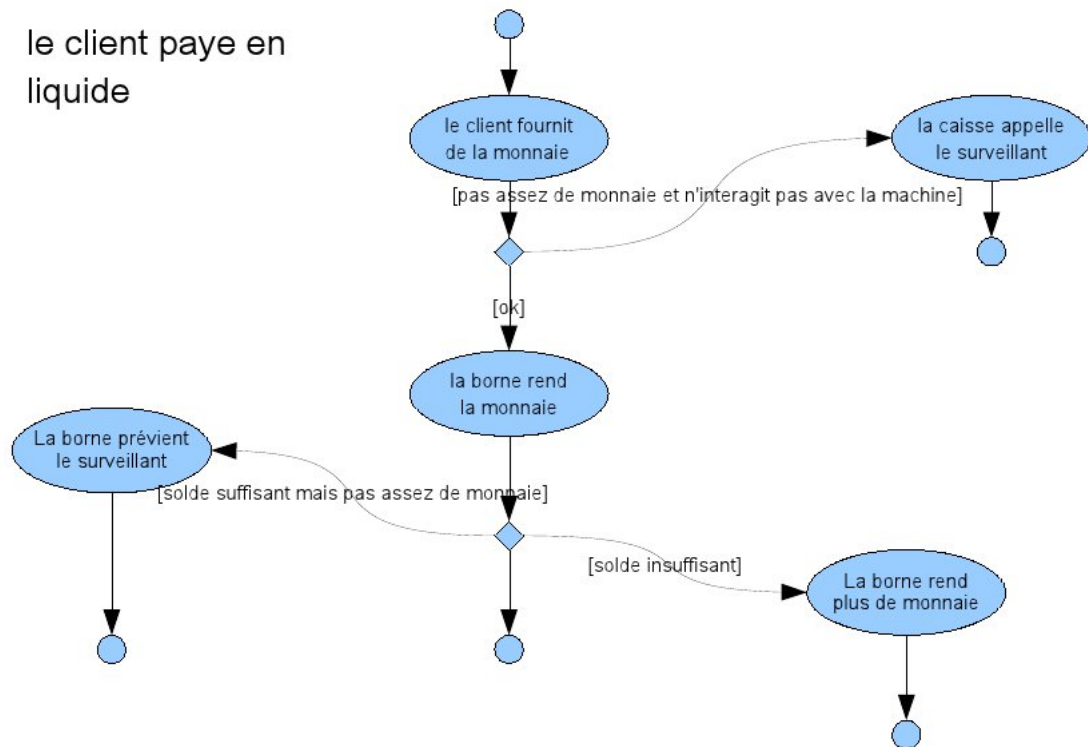 le client paye en
liquide
le client fournit
de la monnaie
la caisse appelle
le surveillant
[pas assez de monnaie et n'interagit pas avec la machine]
[ok]
la borne rend
la monnaie
La borne prévient
le surveillant
[solde suffisant mais pas assez de monnaie]
[solde insuffisant]
La borne rend
plus de monnaie